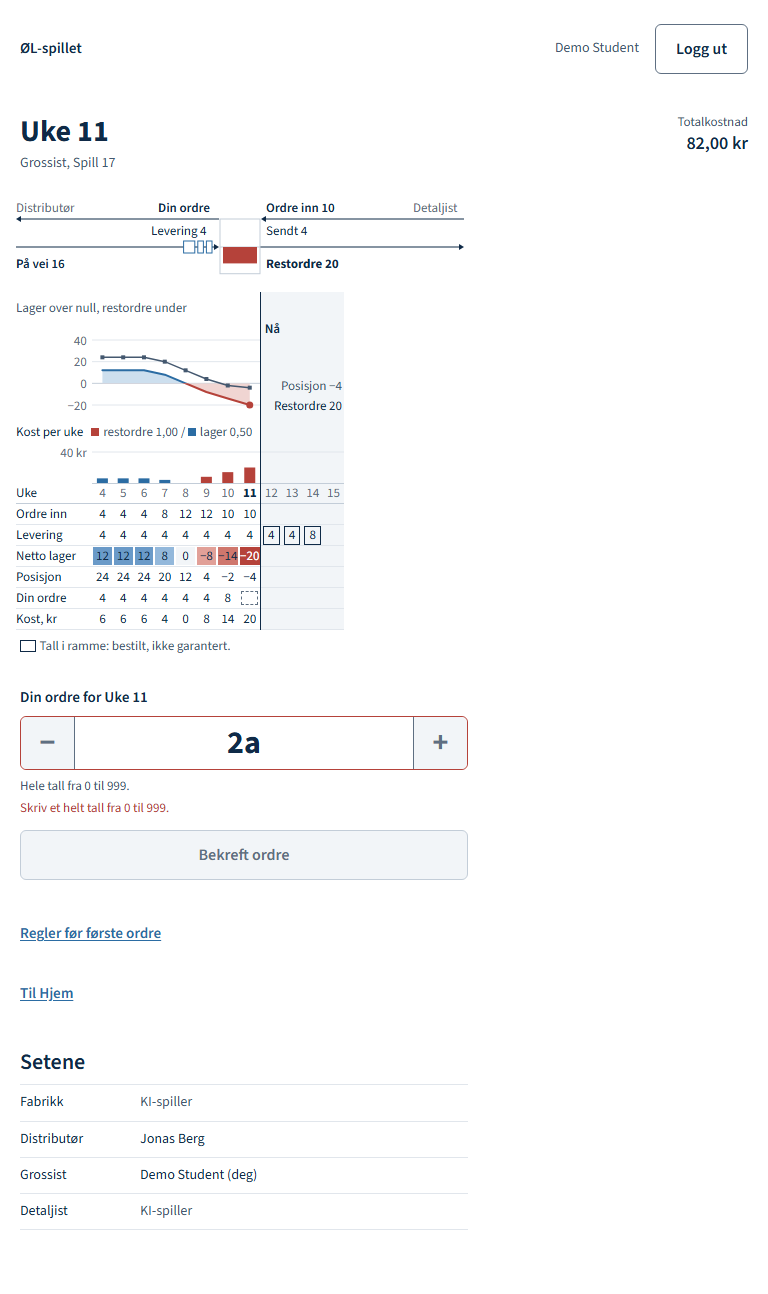 ØL-spillet
Demo Student
Logg ut
Uke 11
Grossist, Spill 17
Totalkostnad
82,00 kr
Distributør Din ordre Ordre inn 10 Detaljist
Levering 4 Sendt 4
På vei 16 Restordre 20
Lager over null, restordre under
Nå
40
20
0
−20
Posisjon −4
Restordre 20
Kost per uke restordre 1,00 / lager 0,50
40 kr
Uke 4 5 6 7 8 9 10 11 12 13 14 15
Ordre inn 4 4 4 8 12 12 10 10
Levering 4 4 4 4 4 4 4 4 4 4 8
Netto lager 12 12 12 8 0 −8 −14 −20
Posisjon 24 24 24 20 12 4 −2 −4
Din ordre 4 4 4 4 4 4 8
Kost, kr 6 6 6 4 0 8 14 20
Tall i ramme: bestilt, ikke garantert.
Din ordre for Uke 11
− 2a +
Hele tall fra 0 til 999.
Skriv et helt tall fra 0 til 999.
Bekreft ordre
Regler før første ordre
Til Hjem
Setene
Fabrikk KI-spiller
Distributør Jonas Berg
Grossist Demo Student (deg)
Detaljist KI-spiller